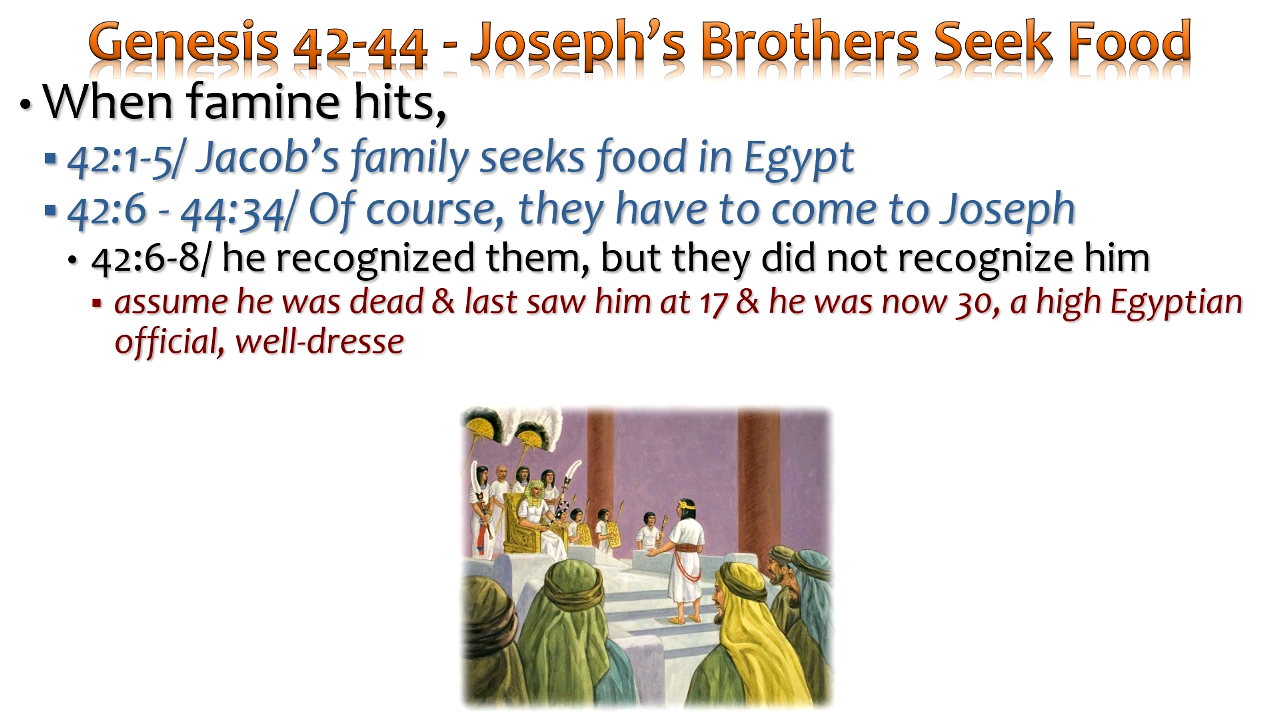 Genesis 42-44 - Joseph’s Brothers Seek Food
• When famine hits,
▪ 42:1-5/ Jacob’s family seeks food in Egypt
▪ 42:6 - 44:34/ Of course, they have to come to Joseph
• 42:6-8/ he recognized them, but they did not recognize him
▪ assume he was dead & last saw him at 17 & he was now 30, a high Egyptian
official, well-dresse